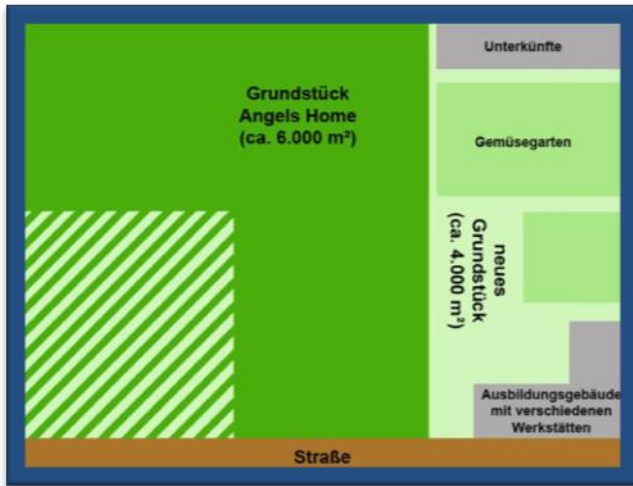 Grundstück
Angels Home
(ca. 6.000 m²)
Unterkünfte
Gemüsegarten
neues
Grundstück
(ca. 4.000 m²)
Ausbildungsgebäude
mit verschiedenen
Werkstätten
Straße